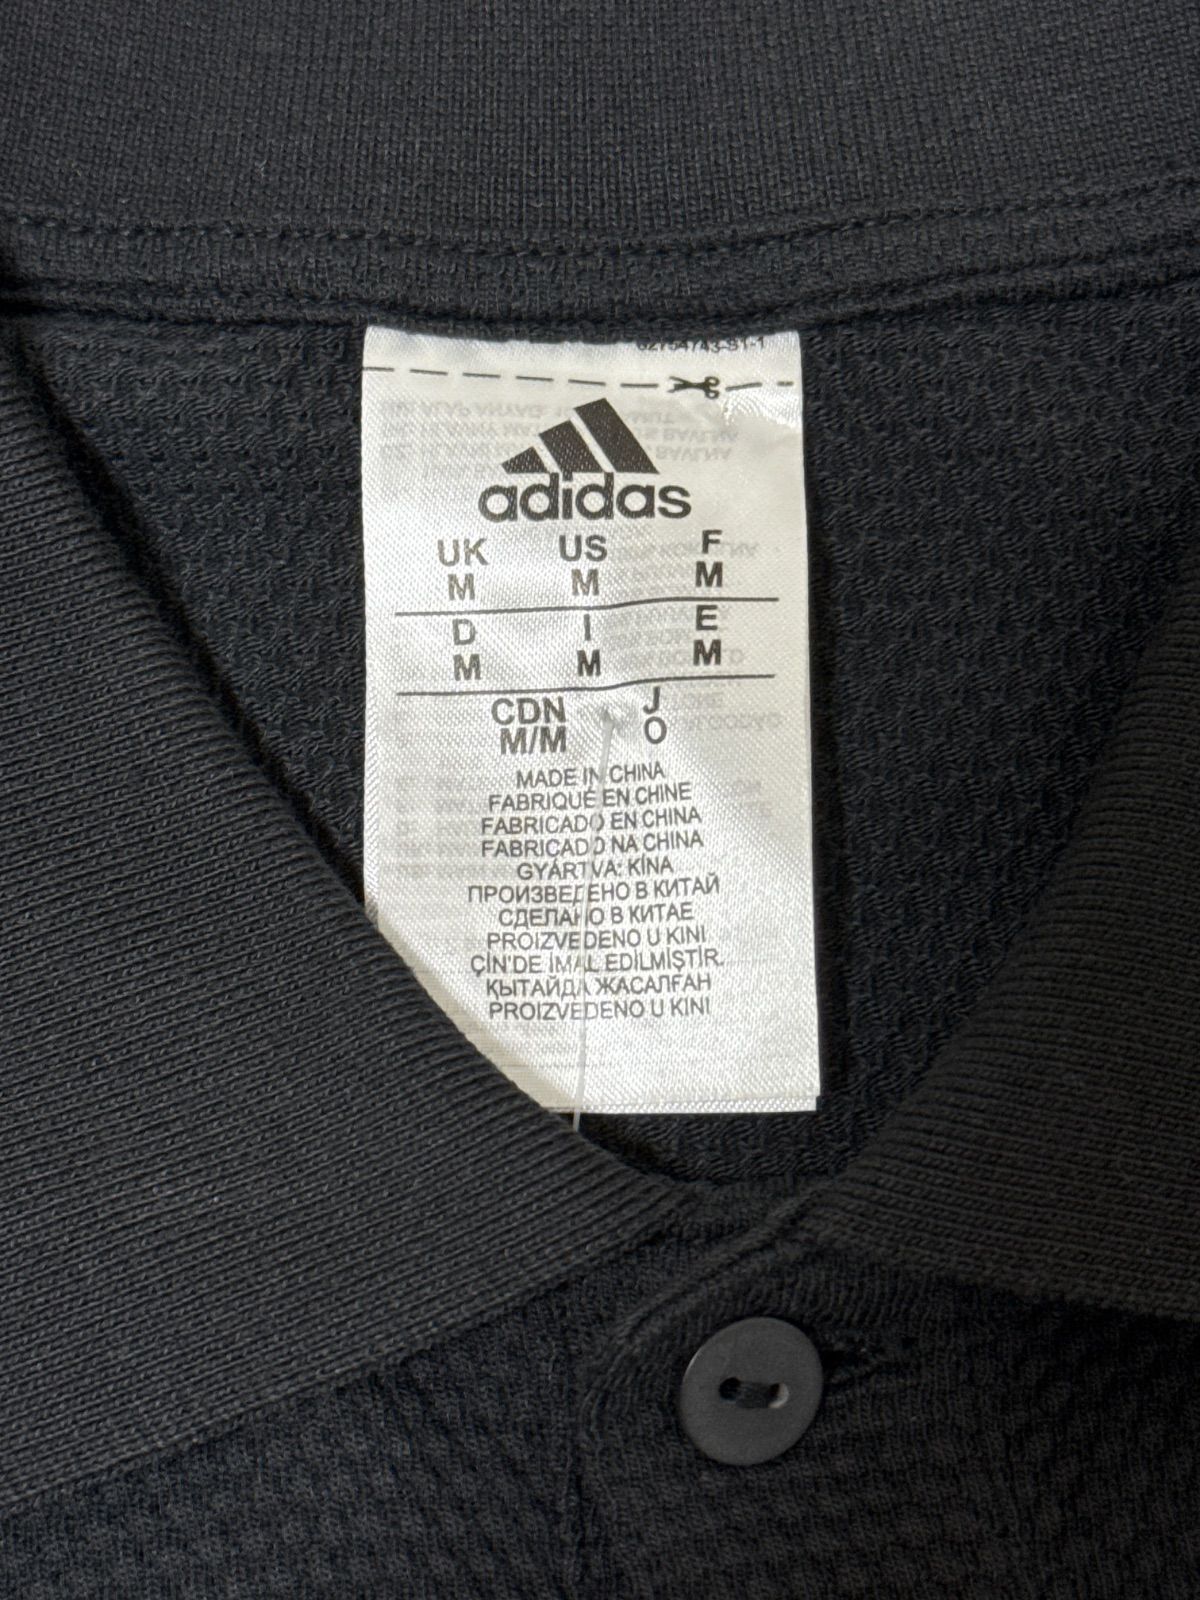 adidas
UK US F
M M M
D I E
M M M
CDN J
M/M O
MADE IN CHINA
FABRIQUÉ EN CHINE
FABRICADO EN CHINA
FABRICADO NA CHINA
GYÁRTVA: KÍNA
ПРОИЗВЕДЕНО В КИТАЙ
СДЕЛАНО В КИТАЕ
PROIZVEDENO U KINI
ÇİN'DE İMAL EDİLMİŞTİR.
ҚЫТАЙДА ЖАСАЛҒАН
PROIZVEDENO U KINI